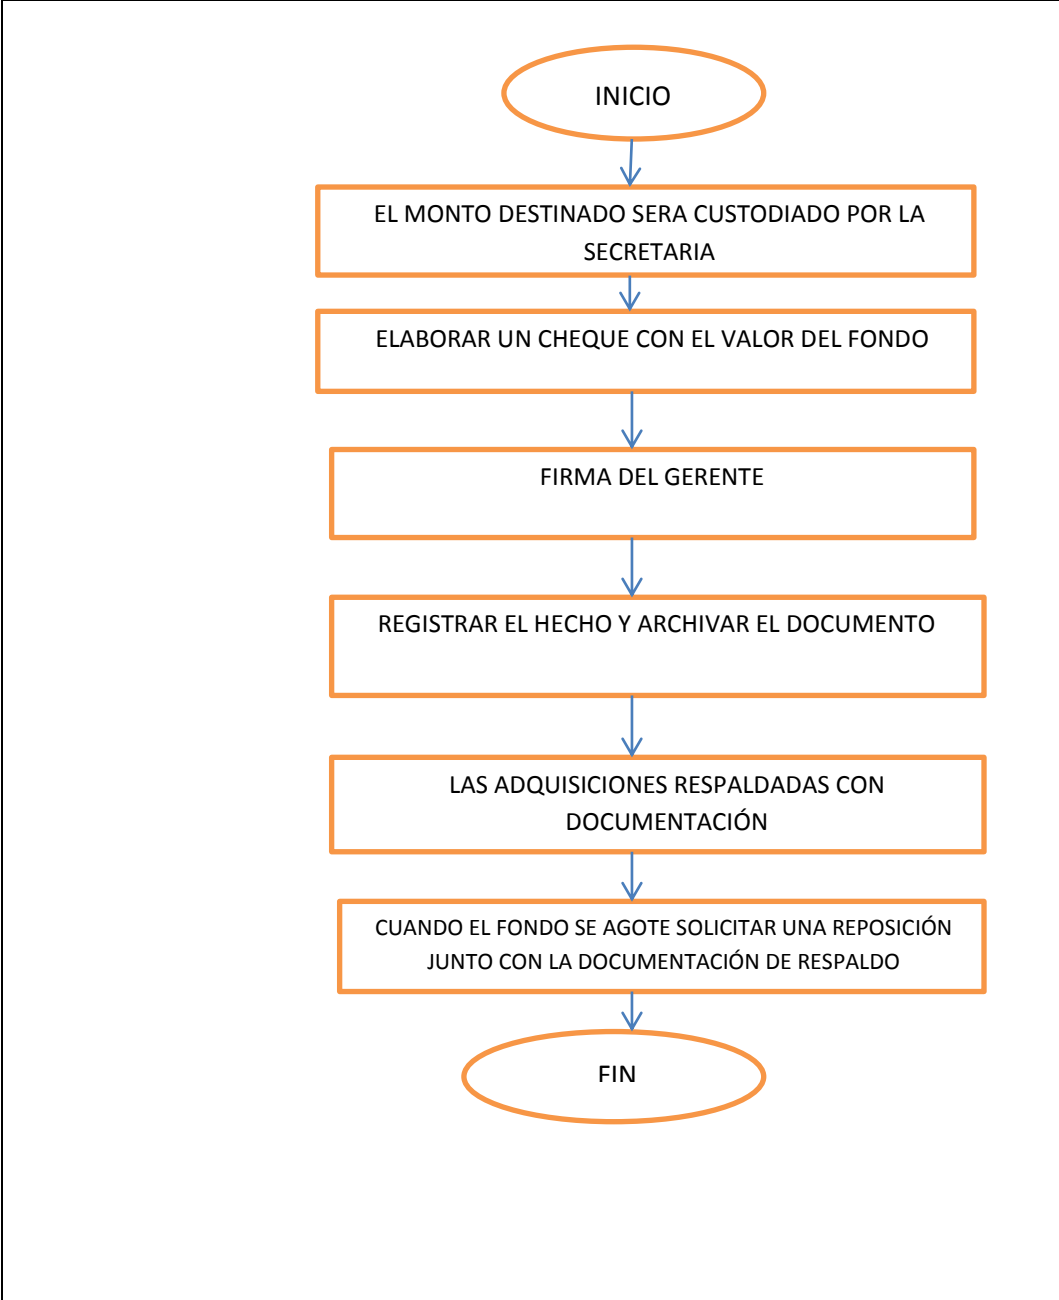 INICIO
EL MONTO DESTINADO SERA CUSTODIADO POR LA
SECRETARIA
ELABORAR UN CHEQUE CON EL VALOR DEL FONDO
FIRMA DEL GERENTE
REGISTRAR EL HECHO Y ARCHIVAR EL DOCUMENTO
LAS ADQUISICIONES RESPALDADAS CON
DOCUMENTACIÓN
CUANDO EL FONDO SE AGOTE SOLICITAR UNA REPOSICIÓN
JUNTO CON LA DOCUMENTACIÓN DE RESPALDO
FIN